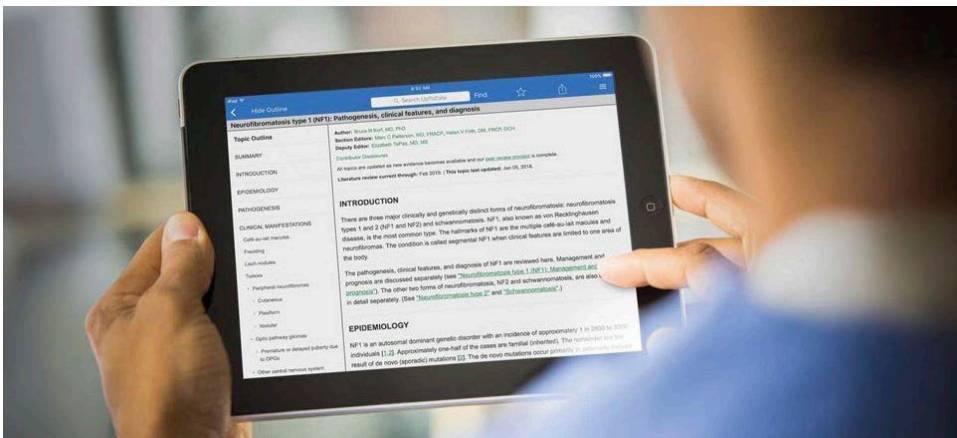 iPad
8:52 AM
100%
Hide Outline
Search UpToDate
Find
Neurofibromatosis type 1 (NF1): Pathogenesis, clinical features, and diagnosis
Topic Outline
SUMMARY
INTRODUCTION
EPIDEMIOLOGY
PATHOGENESIS
CLINICAL MANIFESTATIONS
Café-au-lait macules
Freckling
Lisch nodules
Tumors
• Peripheral neurofibromas
- Cutaneous
- Plexiform
- Nodular
• Optic pathway gliomas
- Premature or delayed puberty due
to OPGs
• Other central nervous system
Author: Bruce R Korf, MD, PhD
Section Editors: Marc C Patterson, MD, FRACP, Helen V Firth, DM, FRCP, DCH
Deputy Editor: Elizabeth TePas, MD, MS
Contributor Disclosures
All topics are updated as new evidence becomes available and our peer review process is complete.
Literature review current through: Feb 2018. | This topic last updated: Jan 09, 2018.
INTRODUCTION
There are three major clinically and genetically distinct forms of neurofibromatosis: neurofibromatosis
types 1 and 2 (NF1 and NF2) and schwannomatosis. NF1, also known as von Recklinghausen
disease, is the most common type. The hallmarks of NF1 are the multiple café-au-lait macules and
neurofibromas. The condition is called segmental NF1 when clinical features are limited to one area of
the body.
The pathogenesis, clinical features, and diagnosis of NF1 are reviewed here. Management and
prognosis are discussed separately (see "Neurofibromatosis type 1 (NF1): Management and
prognosis"). The other two forms of neurofibromatosis, NF2 and schwannomatosis, are also
in detail separately. (See "Neurofibromatosis type 2" and "Schwannomatosis".)
EPIDEMIOLOGY
NF1 is an autosomal dominant genetic disorder with an incidence of approximately 1 in 2600 to 3000
individuals [1,2]. Approximately one-half of the cases are familial (inherited). The remainder are the
result of de novo (sporadic) mutations [2]. The de novo mutations occur primarily in paternally derived